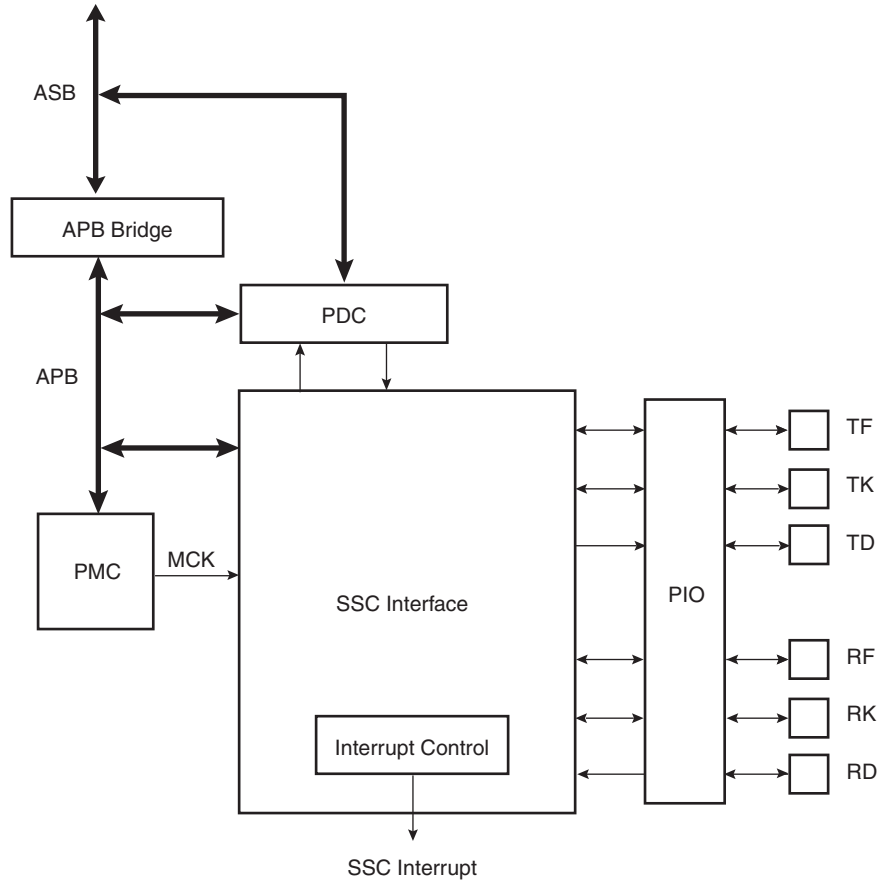 ASB
APB Bridge
PDC
APB
TF
TK
TD
PMC
MCK
SSC Interface
PIO
RF
RK
RD
Interrupt Control
SSC Interrupt